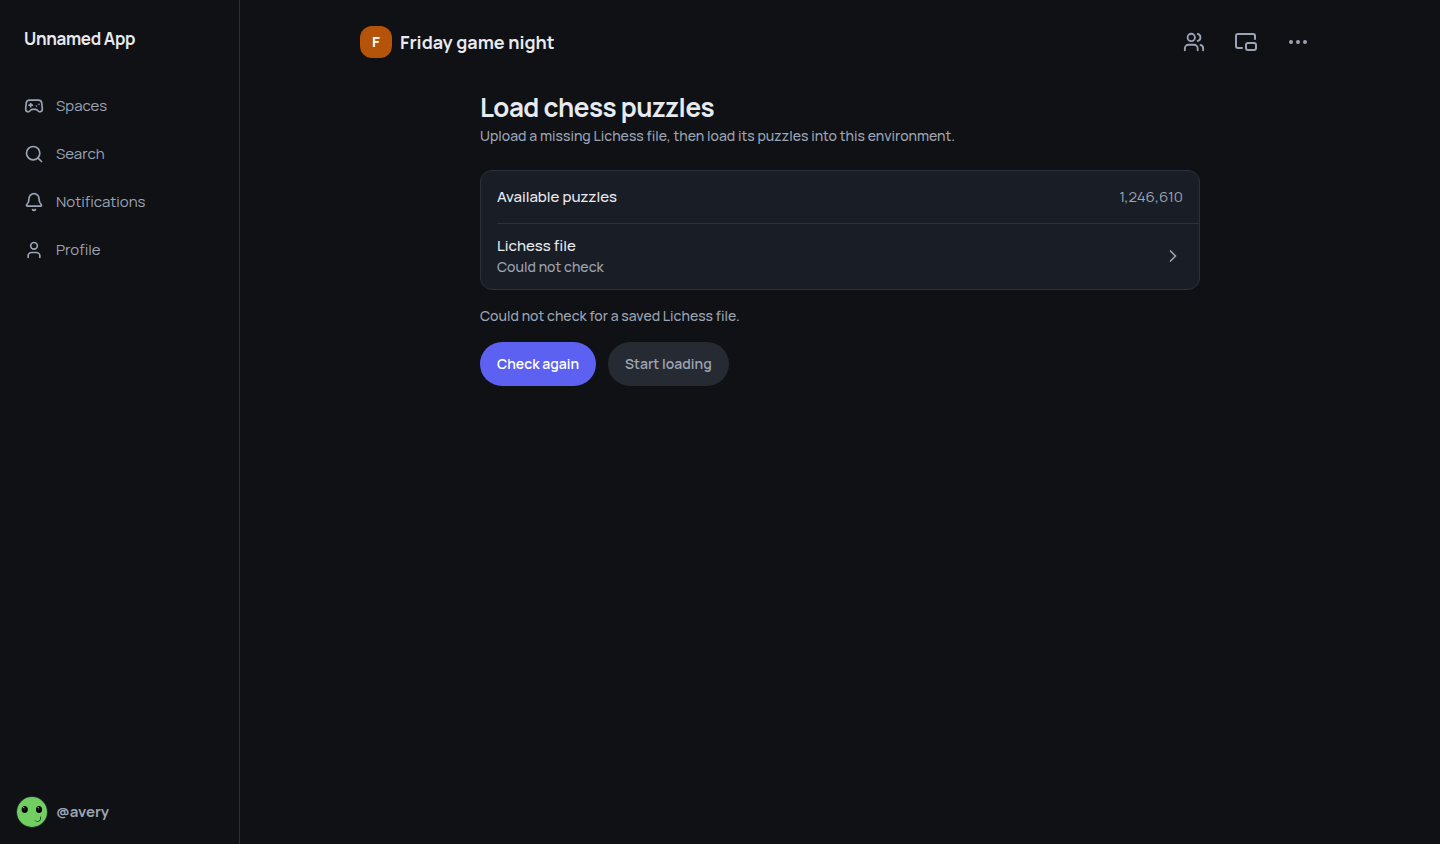 Unnamed App
Spaces
Search
Notifications
Profile
@avery
F Friday game night
Load chess puzzles
Upload a missing Lichess file, then load its puzzles into this environment.
Available puzzles 1,246,610
Lichess file
Could not check
Could not check for a saved Lichess file.
Check again Start loading